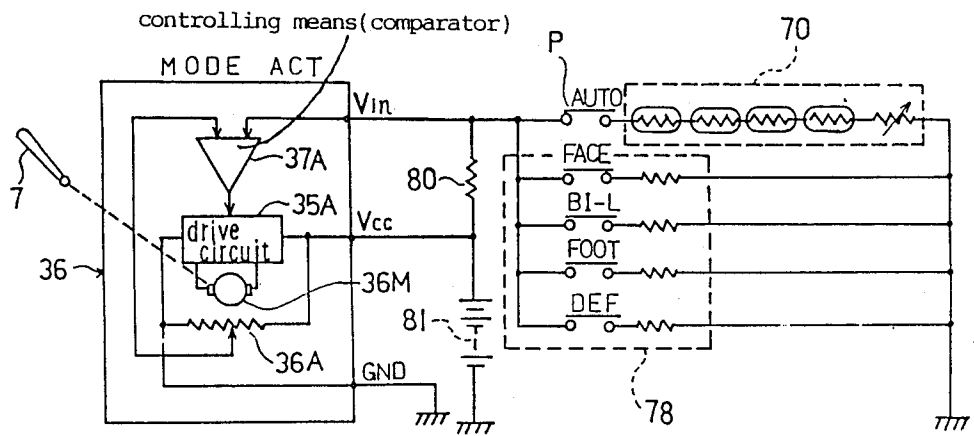 controlling means(comparator)
MODE ACT
P
70
Vin
AUTO
7
37A
80
FACE
35A
BI-L
drive circuit
Vcc
FOOT
36
36M
DEF
81
36A
GND
78